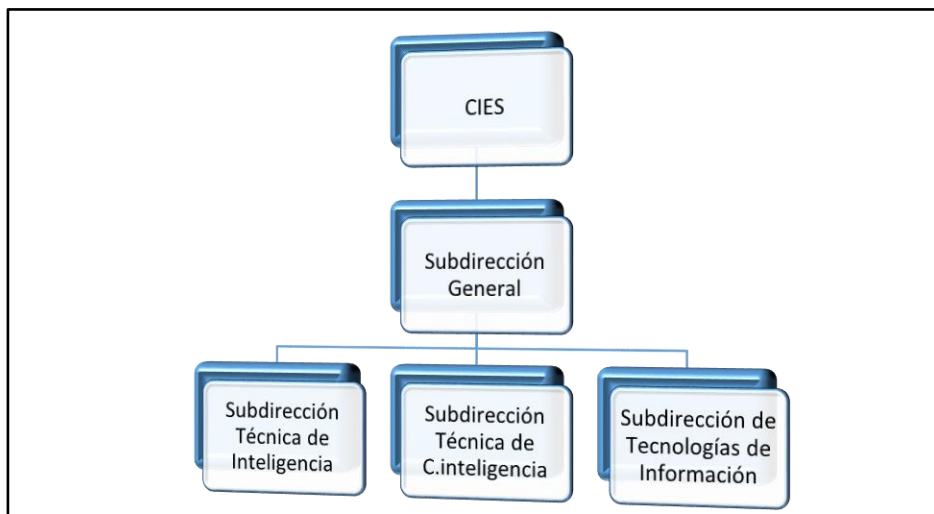 CIES
Subdirección
General
Subdirección
Técnica de
Inteligencia
Subdirección
Técnica de
C.inteligencia
Subdirección de
Tecnologías de
Información